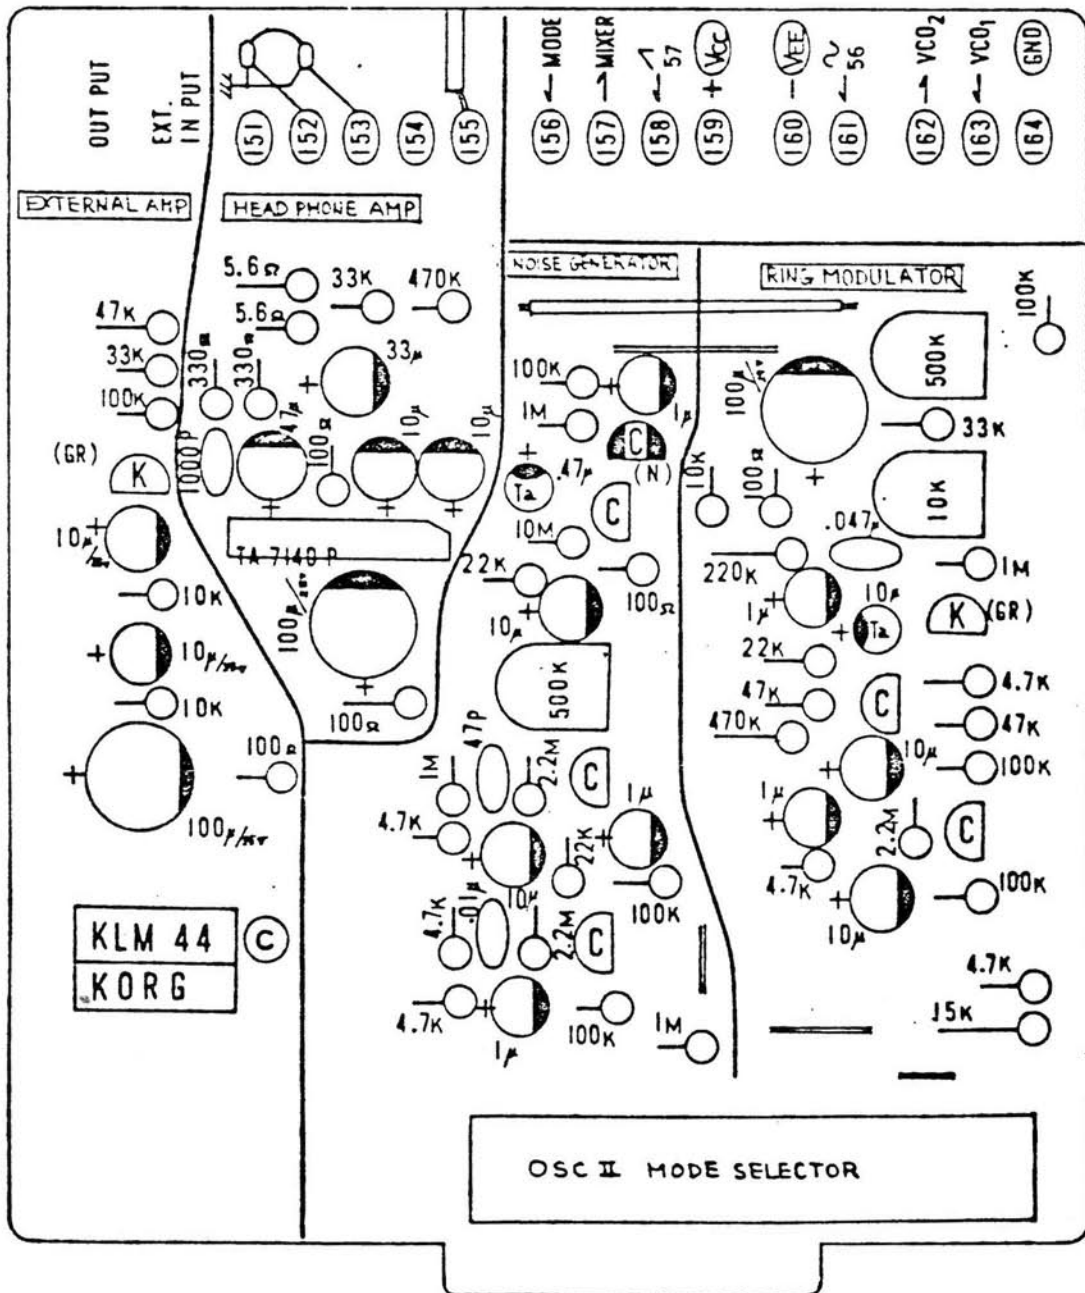 OUT PUT
EXT.
IN PUT
151
152
153
154
155
156 ← MODE
157 → MIXER
158 ← 57
159 + VCC
160 − VEE
161 ← ~ 56
162 → VCO₂
163 ← VCO₁
164 GND
EXTERNAL AMP
47K
33K
100K
(GR)
K
10μ
10K
10μ
10K
100μ
100Ω
HEAD PHONE AMP
5.6Ω
5.6Ω
33K
470K
330Ω
330Ω
33μ
1000P
47μ
100Ω
10μ
10μ
TA 7140 P
100μ
100Ω
NOISE GENERATOR
100K
1μ
1M
C
(N)
.47μ
Ta
C
10M
22K
100Ω
10μ
500K
47P
1M
2.2M
C
1μ
4.7K
10μ
22K
100K
4.7K
.01μ
2.2M
C
4.7K
1μ
100K
1M
RING MODULATOR
100K
500K
100μ
33K
10K
100Ω
10K
.047μ
220K
1M
1μ
10μ
Ta
K
(GR)
22K
4.7K
47K
C
47K
470K
10μ
100K
1μ
2.2M
C
4.7K
100K
10μ
4.7K
15K
KLM 44
C
KORG
OSC II MODE SELECTOR